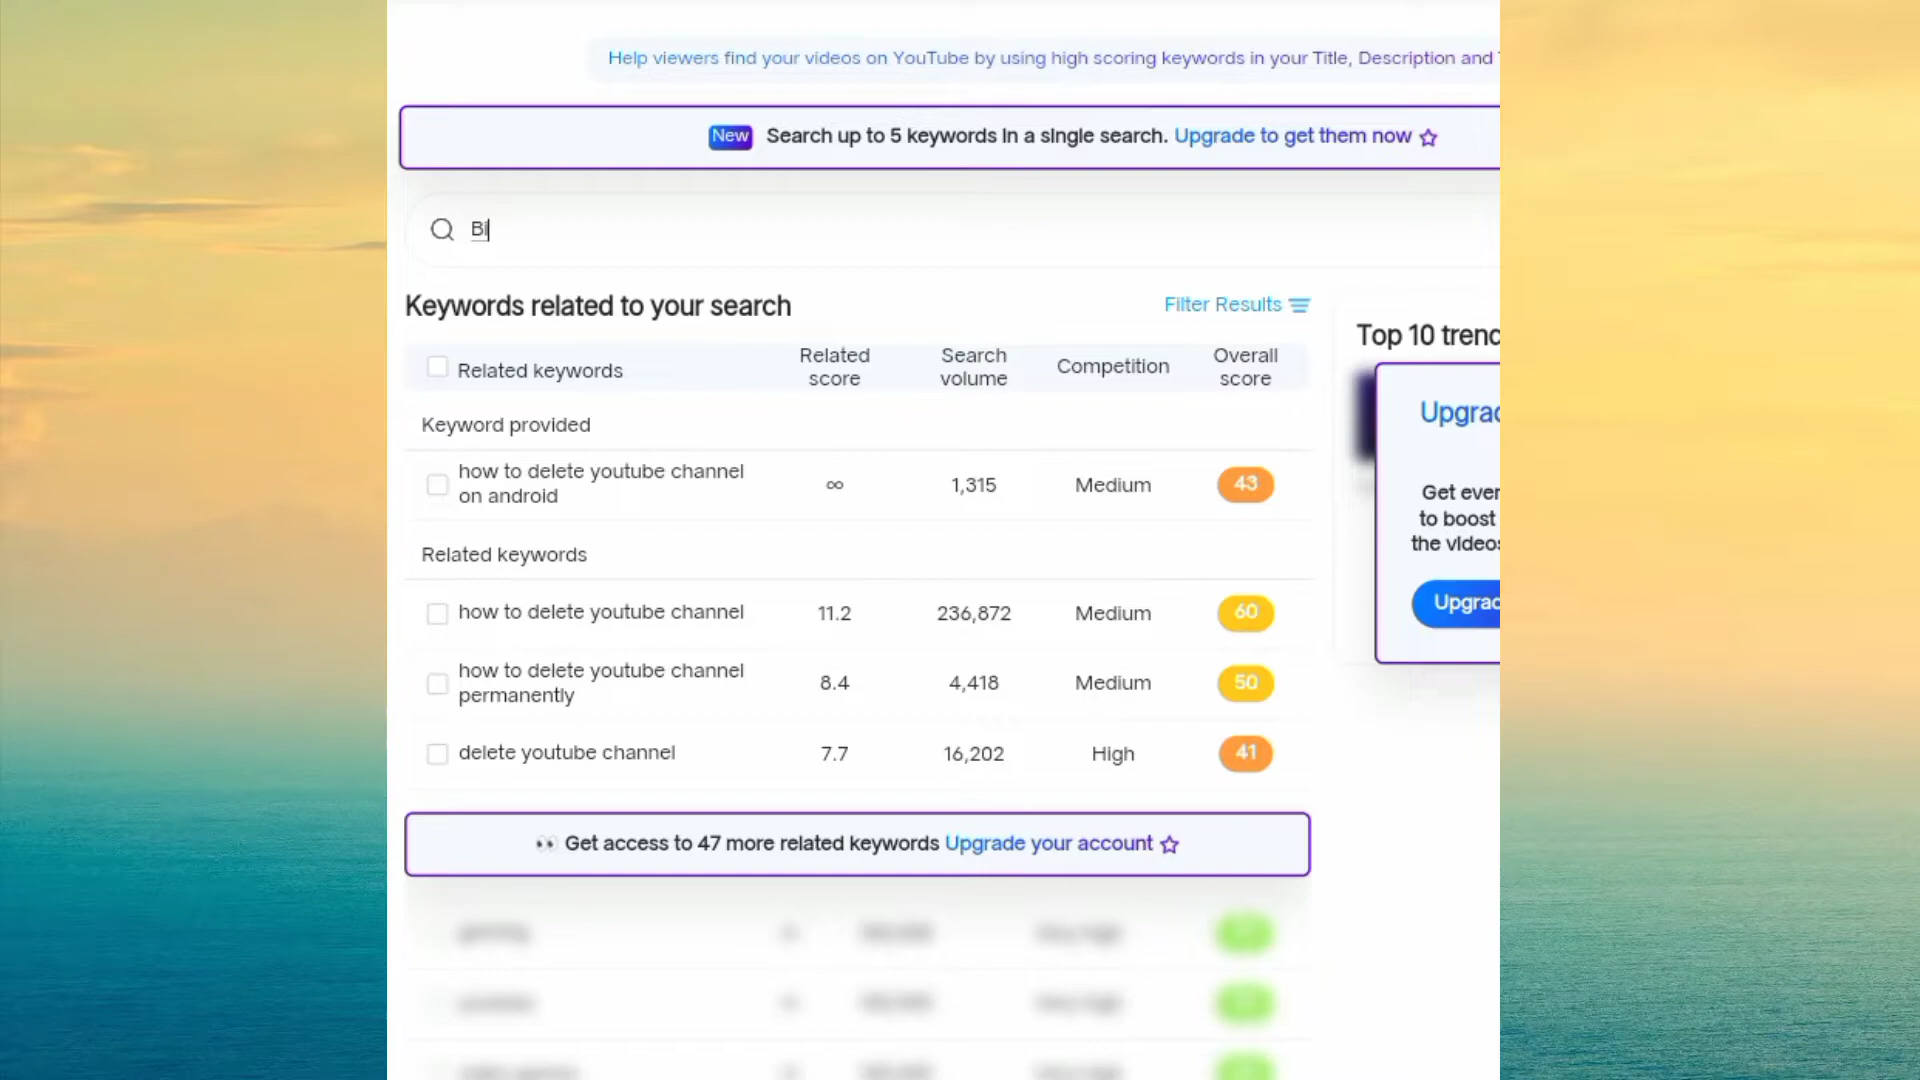 Help viewers find your videos on YouTube by using high scoring keywords in your Title, Description and
New Search up to 5 keywords in a single search. Upgrade to get them now
Bi
Keywords related to your search
Filter Results
Related keywords
Related score
Search volume
Competition
Overall score
Keyword provided
how to delete youtube channel on android
∞
1,315
Medium
43
Related keywords
how to delete youtube channel
11.2
236,872
Medium
60
how to delete youtube channel permanently
8.4
4,418
Medium
50
delete youtube channel
7.7
16,202
High
41
👀 Get access to 47 more related keywords Upgrade your account
Top 10 trenc
Upgrad
Get ever
to boost
the videos
Upgrad